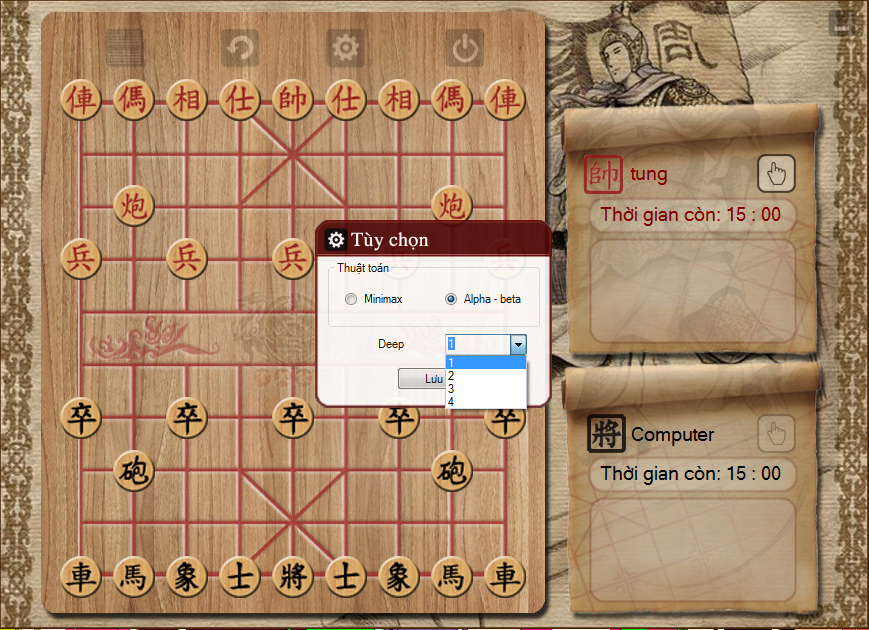 俥 傌 相 仕 帥 仕 相 傌 俥
炮 炮
兵 兵 兵
卒 卒 卒 卒 卒
砲 砲
車 馬 象 士 將 士 象 馬 車
Tùy chọn
Thuật toán
Minimax
Alpha - beta
Deep
1
1
2
3
4
Lưu
帥 tung
Thời gian còn: 15 : 00
將 Computer
Thời gian còn: 15 : 00